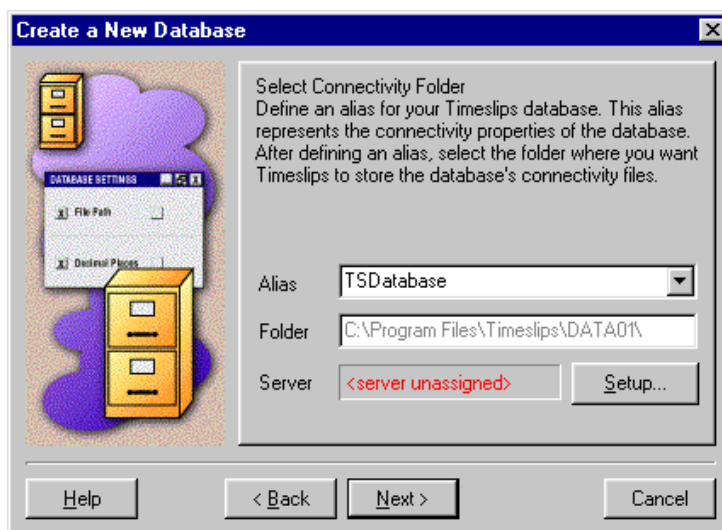 Create a New Database
Select Connectivity Folder
Define an alias for your Timeslips database. This alias
represents the connectivity properties of the database.
After defining an alias, select the folder where you want
Timeslips to store the database's connectivity files.
DATABASE SETTINGS
File Path
Decimal Places
Alias TSDatabase
Folder C:\Program Files\Timeslips\DATA01\
Server <server unassigned> Setup...
Help < Back Next > Cancel